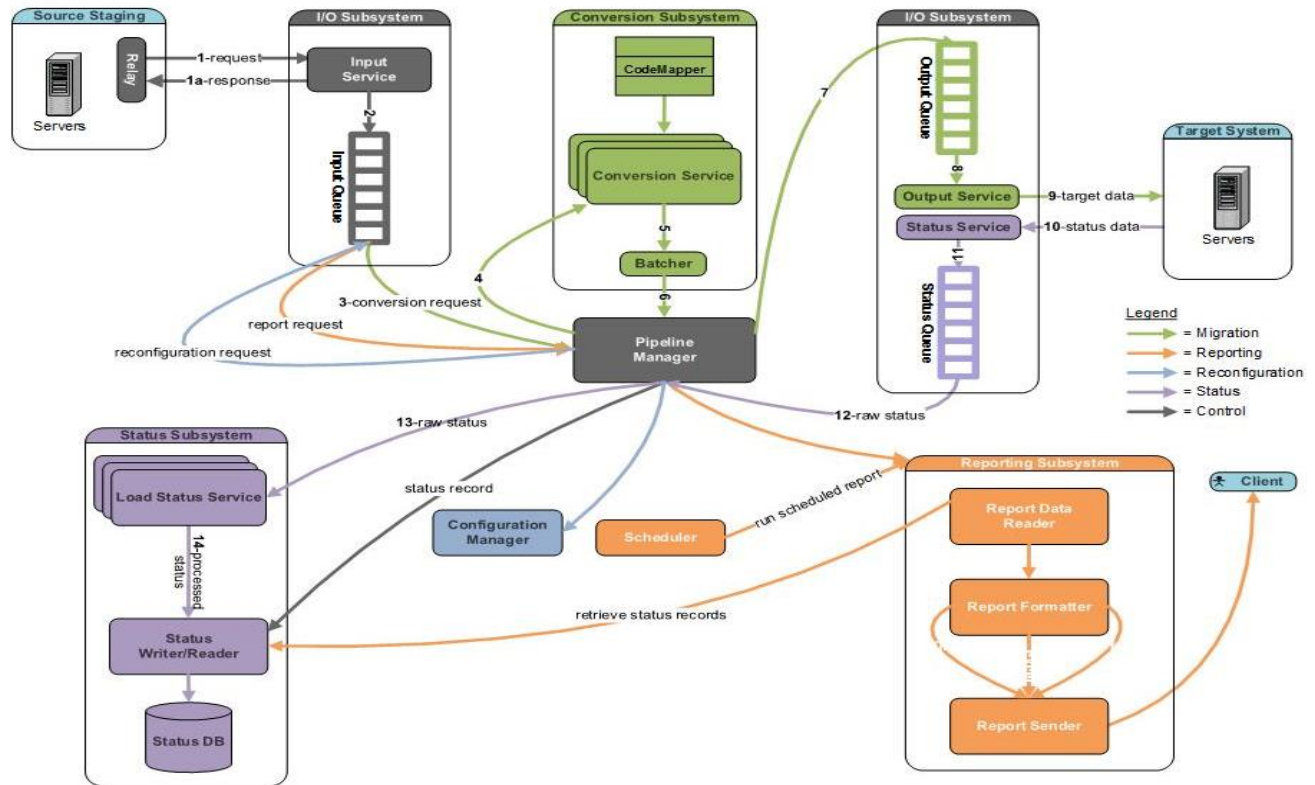 Source Staging
Relay
Servers
1-request
1a-response
I/O Subsystem
Input
Service
2
Input Queue
Conversion Subsystem
CodeMapper
Conversion Service
5
Batcher
6
4
7
I/O Subsystem
Output Queue
8
Output Service
Status Service
11
Status Queue
9-target data
10-status data
Target System
Servers
3-conversion request
report request
reconfiguration request
Pipeline
Manager
Legend
= Migration
= Reporting
= Reconfiguration
= Status
= Control
12-raw status
13-raw status
status record
Status Subsystem
Load Status Service
14-processed
status
Status
Writer/Reader
Status DB
Configuration
Manager
Scheduler
run scheduled report
retrieve status records
Reporting Subsystem
Report Data
Reader
Report Formatter
Report Sender
Client